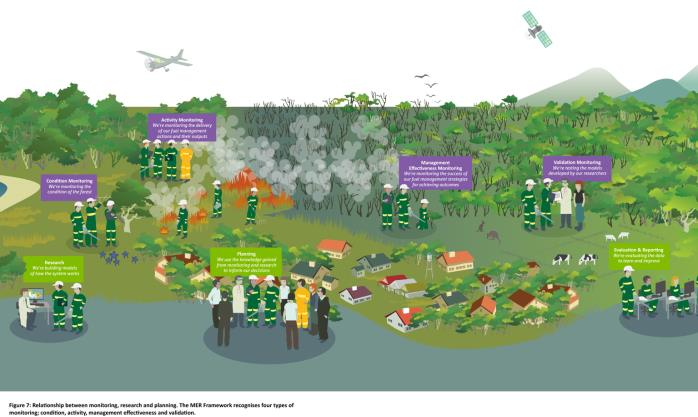 Activity Monitoring
We're monitoring the delivery
of our fuel management
actions and their outputs
Condition Monitoring
We're monitoring the
condition of the forest
Management
Effectiveness Monitoring
We're monitoring the success of
our fuel management strategies
for achieving outcomes
Validation Monitoring
We're testing the models
developed by our researchers
Research
We're building models
of how the system works
Planning
We use the knowledge gained
from monitoring and research
to inform our decisions
Evaluation & Reporting
We're evaluating the data
to learn and improve
Figure 7: Relationship between monitoring, research and planning. The MER Framework recognises four types of
monitoring; condition, activity, management effectiveness and validation.